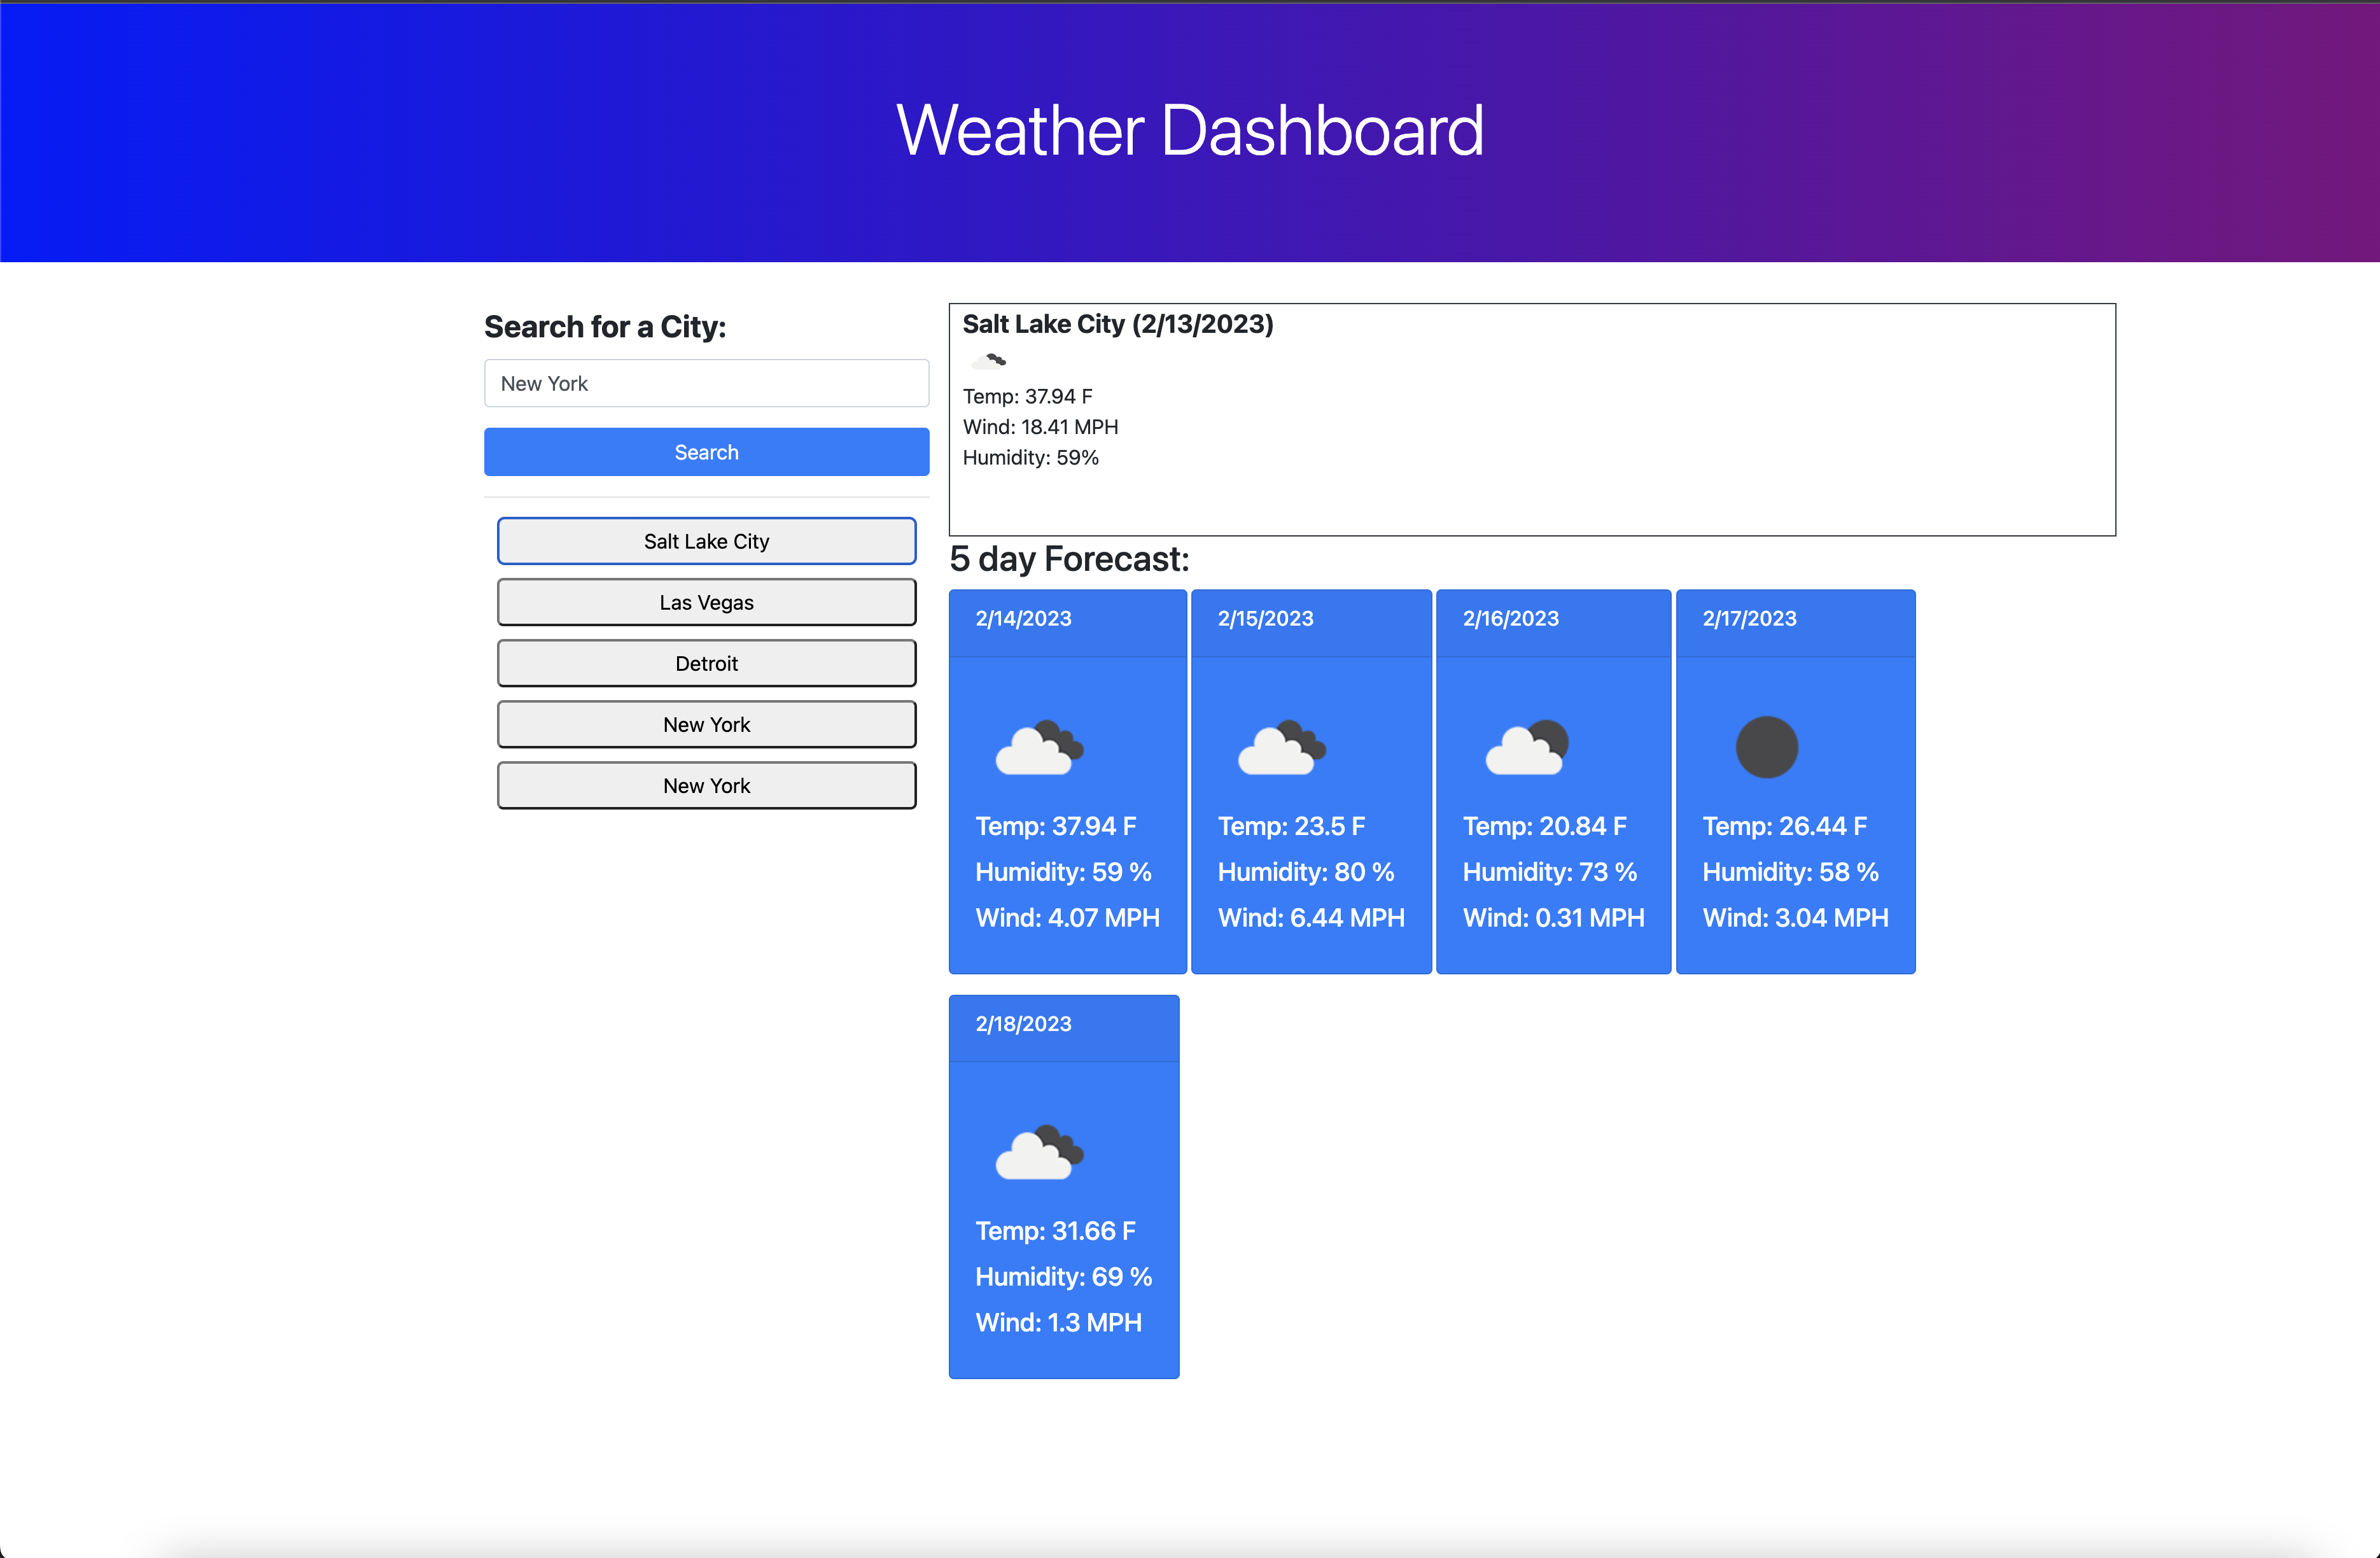 Weather Dashboard
Search for a City:
New York
Search
Salt Lake City
Las Vegas
Detroit
New York
New York
Salt Lake City (2/13/2023)
Temp: 37.94 F
Wind: 18.41 MPH
Humidity: 59%
5 day Forecast:
2/14/2023
Temp: 37.94 F
Humidity: 59 %
Wind: 4.07 MPH
2/15/2023
Temp: 23.5 F
Humidity: 80 %
Wind: 6.44 MPH
2/16/2023
Temp: 20.84 F
Humidity: 73 %
Wind: 0.31 MPH
2/17/2023
Temp: 26.44 F
Humidity: 58 %
Wind: 3.04 MPH
2/18/2023
Temp: 31.66 F
Humidity: 69 %
Wind: 1.3 MPH